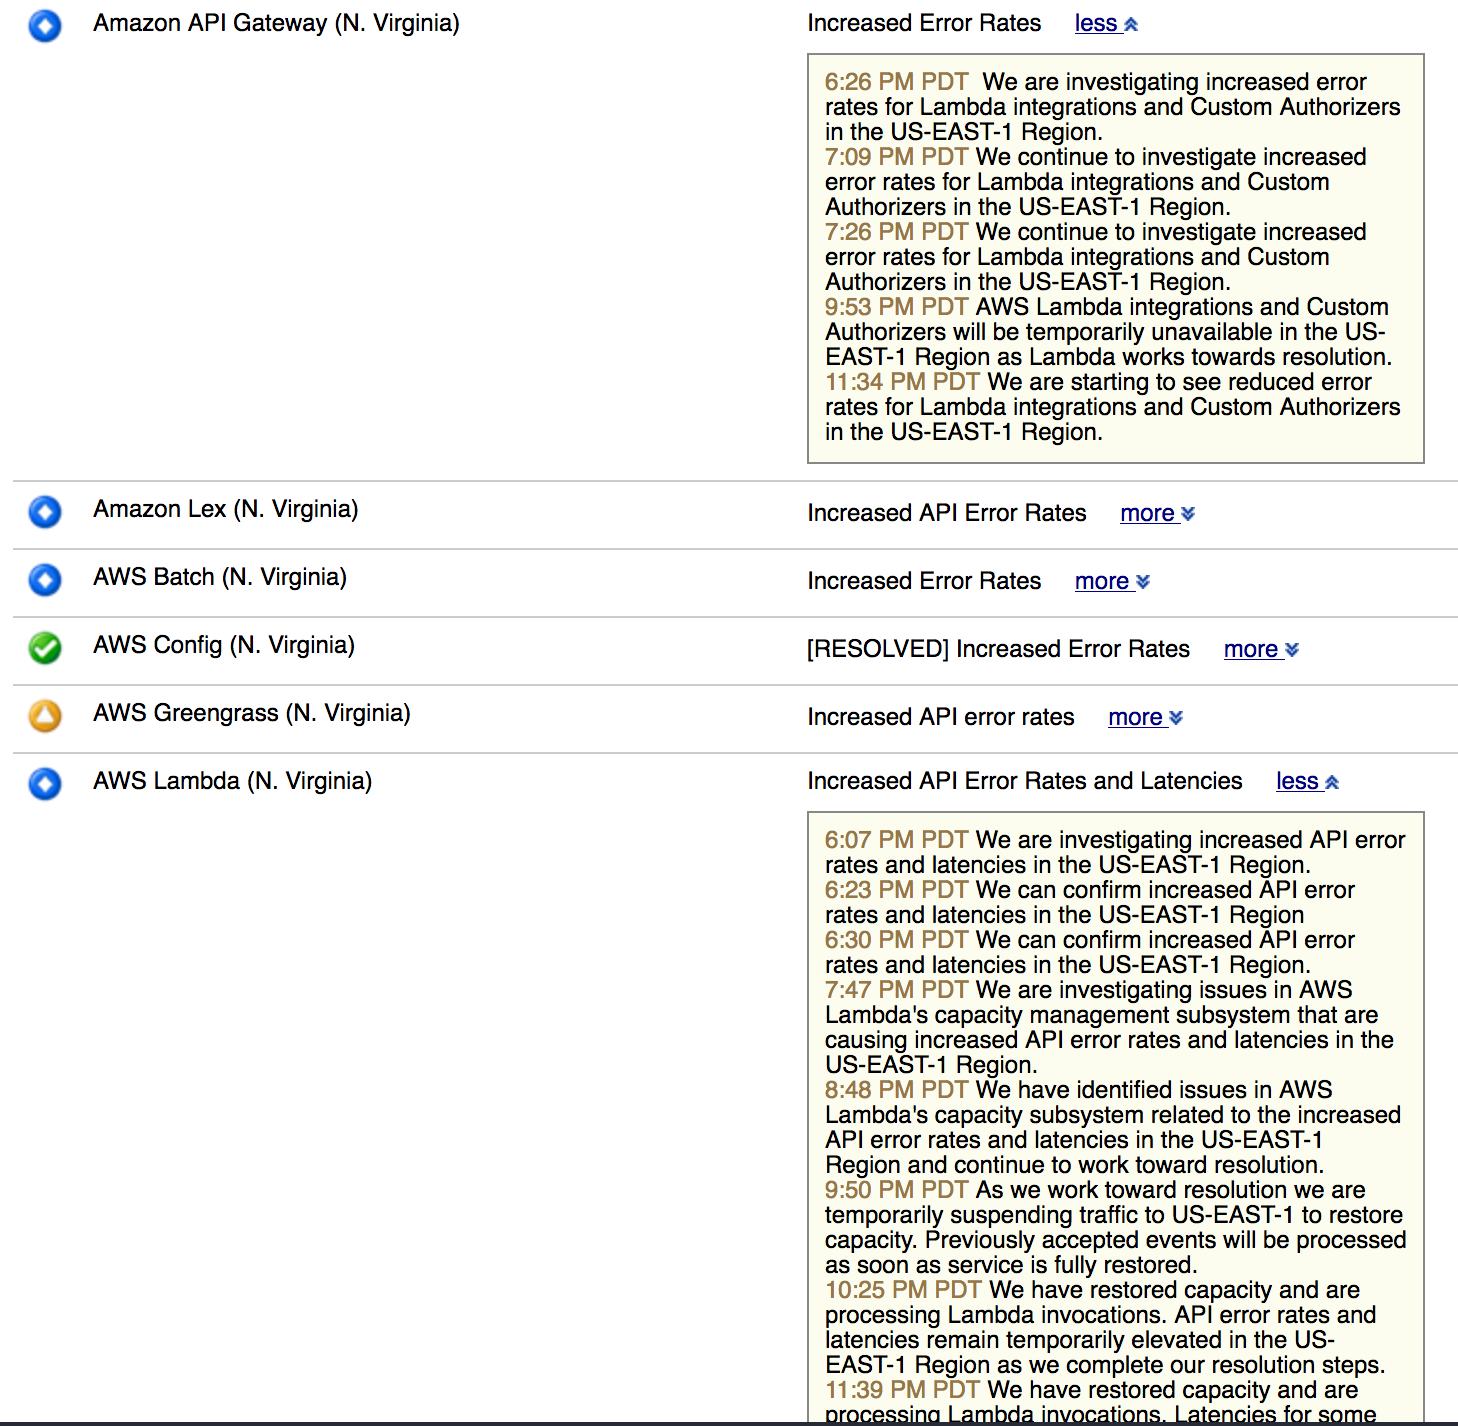 Amazon API Gateway (N. Virginia)
Increased Error Rates less
6:26 PM PDT We are investigating increased error
rates for Lambda integrations and Custom Authorizers
in the US-EAST-1 Region.
7:09 PM PDT We continue to investigate increased
error rates for Lambda integrations and Custom
Authorizers in the US-EAST-1 Region.
7:26 PM PDT We continue to investigate increased
error rates for Lambda integrations and Custom
Authorizers in the US-EAST-1 Region.
9:53 PM PDT AWS Lambda integrations and Custom
Authorizers will be temporarily unavailable in the US-
EAST-1 Region as Lambda works towards resolution.
11:34 PM PDT We are starting to see reduced error
rates for Lambda integrations and Custom Authorizers
in the US-EAST-1 Region.
Amazon Lex (N. Virginia)
Increased API Error Rates more
AWS Batch (N. Virginia)
Increased Error Rates more
AWS Config (N. Virginia)
[RESOLVED] Increased Error Rates more
AWS Greengrass (N. Virginia)
Increased API error rates more
AWS Lambda (N. Virginia)
Increased API Error Rates and Latencies less
6:07 PM PDT We are investigating increased API error
rates and latencies in the US-EAST-1 Region.
6:23 PM PDT We can confirm increased API error
rates and latencies in the US-EAST-1 Region
6:30 PM PDT We can confirm increased API error
rates and latencies in the US-EAST-1 Region.
7:47 PM PDT We are investigating issues in AWS
Lambda's capacity management subsystem that are
causing increased API error rates and latencies in the
US-EAST-1 Region.
8:48 PM PDT We have identified issues in AWS
Lambda's capacity subsystem related to the increased
API error rates and latencies in the US-EAST-1
Region and continue to work toward resolution.
9:50 PM PDT As we work toward resolution we are
temporarily suspending traffic to US-EAST-1 to restore
capacity. Previously accepted events will be processed
as soon as service is fully restored.
10:25 PM PDT We have restored capacity and are
processing Lambda invocations. API error rates and
latencies remain temporarily elevated in the US-
EAST-1 Region as we complete our resolution steps.
11:39 PM PDT We have restored capacity and are
processing Lambda invocations. Latencies for some